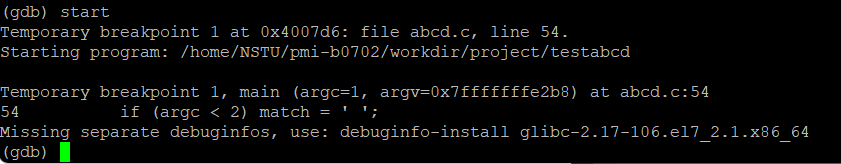 (gdb) start
Temporary breakpoint 1 at 0x4007d6: file abcd.c, line 54.
Starting program: /home/NSTU/pmi-b0702/workdir/project/testabcd
Temporary breakpoint 1, main (argc=1, argv=0x7fffffffe2b8) at abcd.c:54
54          if (argc < 2) match = ' ';
Missing separate debuginfos, use: debuginfo-install glibc-2.17-106.el7_2.1.x86_64
(gdb)